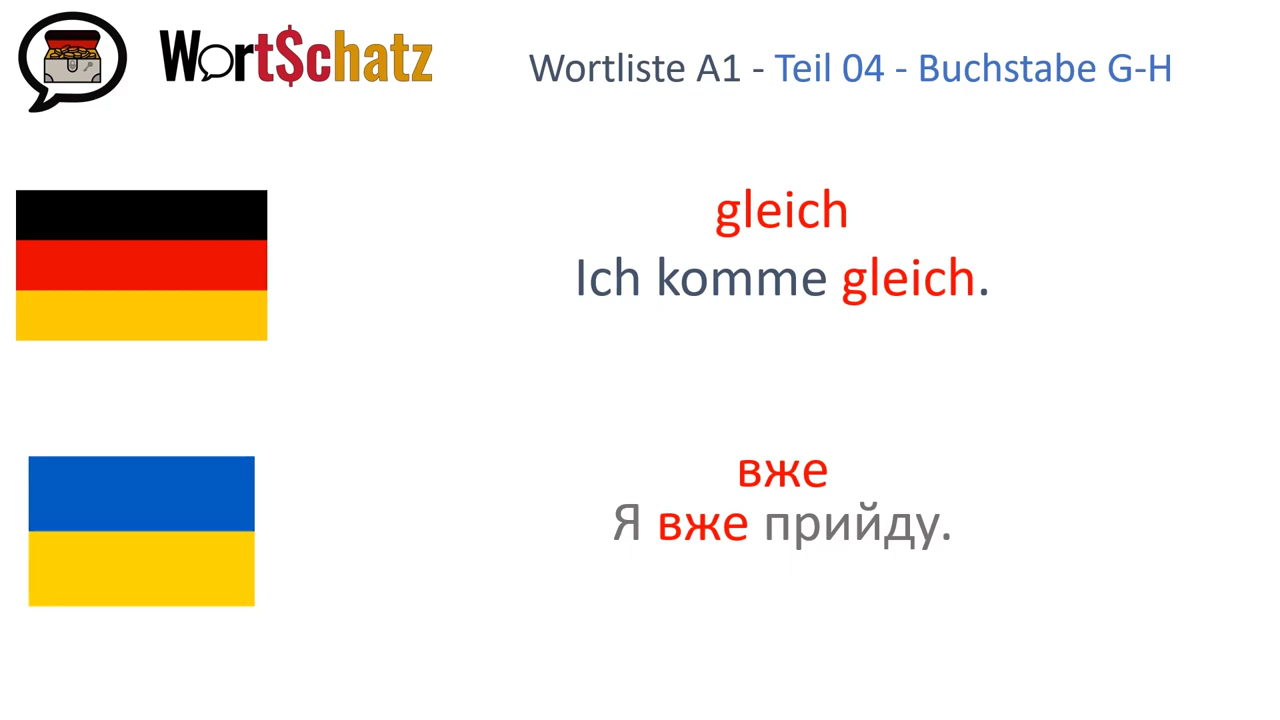 Wort$chatz
Wortliste A1 - Teil 04 - Buchstabe G-H
gleich
Ich komme gleich.
вже
Я вже прийду.